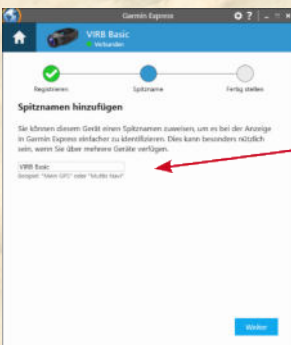 Garmin Express
VIRB Basic
Verbunden
Registrieren
Spitzname
Fertig stellen
Spitznamen hinzufügen
Sie können diesem Gerät einen Spitznamen zuweisen, um es bei der Anzeige
in Garmin Express einfacher zu identifizieren. Dies kann besonders nützlich
sein, wenn Sie über mehrere Geräte verfügen.
VIRB Basic
Beispiel: "Mein GPS" oder "Muttis Navi"
Weiter